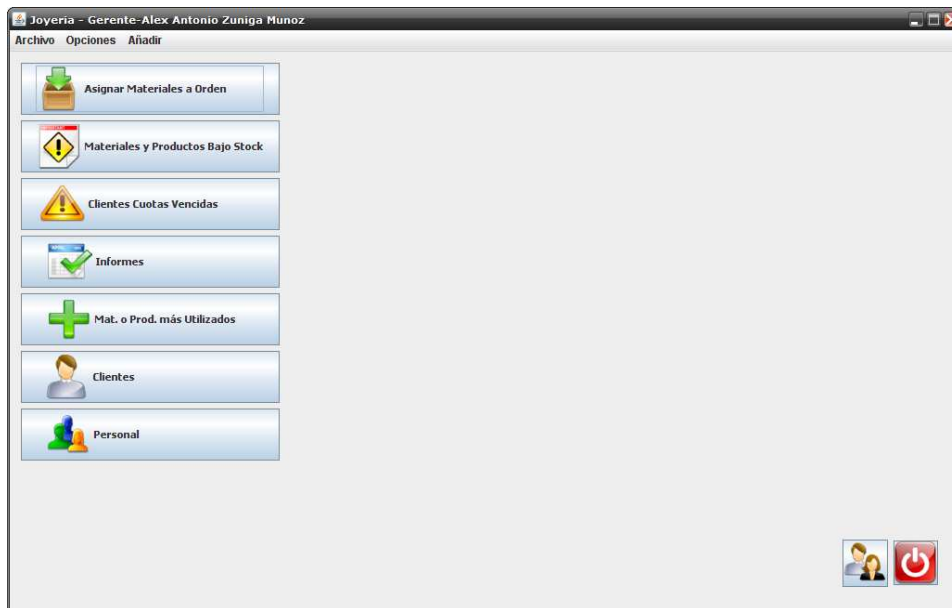 Joyeria - Gerente-Alex Antonio Zuniga Munoz
Archivo Opciones Añadir
Asignar Materiales a Orden
Materiales y Productos Bajo Stock
Clientes Cuotas Vencidas
Informes
Mat. o Prod. más Utilizados
Clientes
Personal